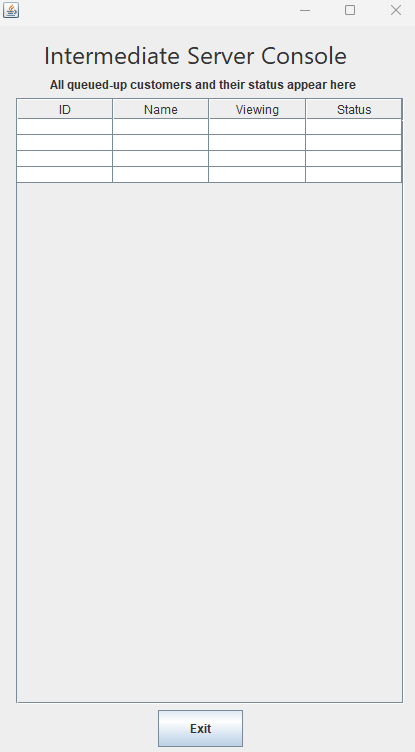 Intermediate Server Console
All queued-up customers and their status appear here
ID Name Viewing Status
Exit